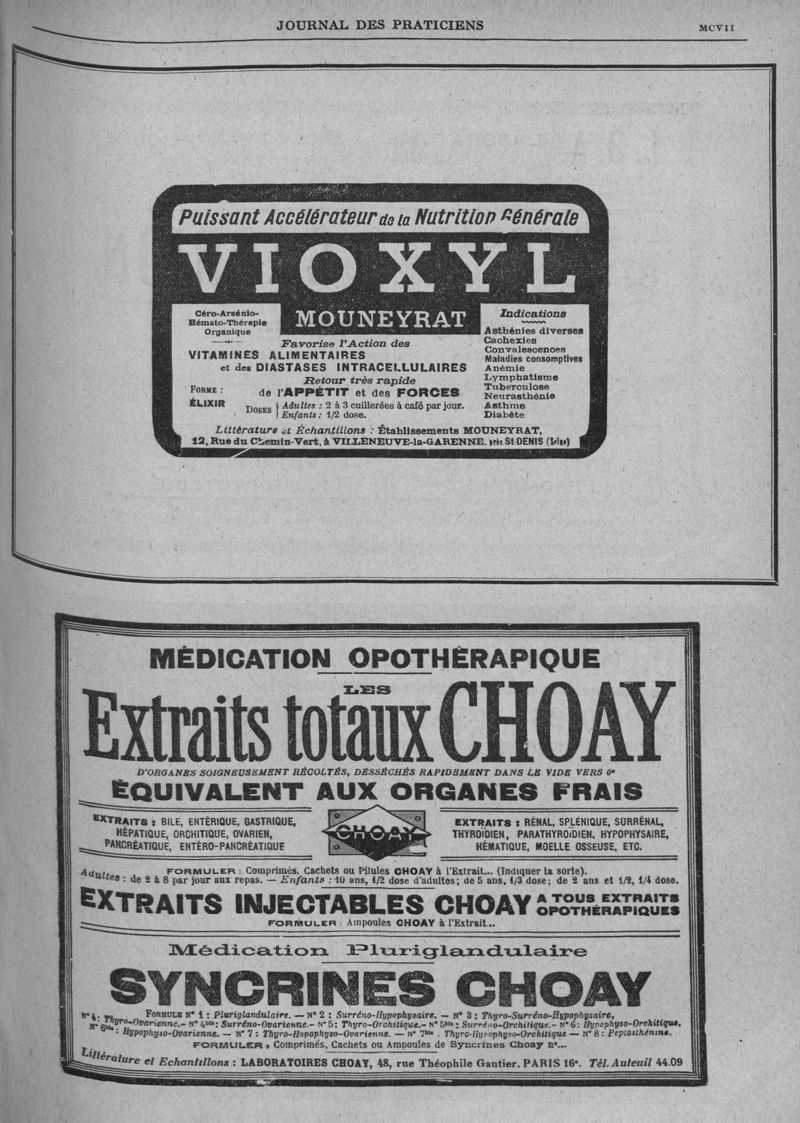 JOURNAL DES PRATICIENS
MCVII
Puissant Accélérateur de la Nutrition Générale
VIOXYL
MOUNEYRAT
Céro-Arsénio-
Hémato-Thérapie
Organique
Favorise l'Action des
VITAMINES ALIMENTAIRES
et des DIASTASES INTRACELLULAIRES
Retour très rapide
de l'APPÉTIT et des FORCES
FORME :
ÉLIXIR
DOSES
Adultes : 2 à 3 cuillerées à café par jour.
Enfants : 1/2 dose.
Indications
Asthénies diverses
Cachexies
Convalescences
Maladies consomptives
Anémie
Lymphatisme
Tuberculose
Neurasthénie
Asthme
Diabète
Littérature et Échantillons : Établissements MOUNEYRAT,
12, Rue du Chemin-Vert, à VILLENEUVE-la-GARENNE, près St-DENIS (Seine)
MÉDICATION OPOTHÉRAPIQUE
LES
Extraits totaux CHOAY
D'ORGANES SOIGNEUSEMENT RÉCOLTÉS, DESSÉCHÉS RAPIDEMENT DANS LE VIDE VERS 0°
ÉQUIVALENT AUX ORGANES FRAIS
EXTRAITS : BILE, ENTÉRIQUE, GASTRIQUE,
HÉPATIQUE, ORCHITIQUE, OVARIEN,
PANCRÉATIQUE, ENTÉRO-PANCRÉATIQUE
CHOAY
EXTRAITS : RÉNAL, SPLÉNIQUE, SURRÉNAL,
THYROÏDIEN, PARATHYROÏDIEN, HYPOPHYSAIRE,
HÉMATIQUE, MOELLE OSSEUSE, ETC.
FORMULER : Comprimés, Cachets ou Pilules CHOAY à l'Extrait... (Indiquer la sorte).
Adultes : de 2 à 8 par jour aux repas. — Enfants : 10 ans, 1/2 dose d'adultes; de 5 ans, 1/3 dose; de 2 ans et 1/2, 1/4 dose.
EXTRAITS INJECTABLES CHOAY A TOUS EXTRAITS
OPOTHÉRAPIQUES
FORMULER : Ampoules CHOAY à l'Extrait...
Médication Pluriglandulaire
SYNCRINES CHOAY
FORMULE N° 1 : Pluriglandulaire. — N° 2 : Surréno-Hypophysaire. — N° 3 : Thyro-Surréno-Hypophysaire,
N° 4 : Thyro-Ovarienne. — N° 4bis : Surréno-Ovarienne. — N° 5 : Thyro-Orchitique. — N° 5bis : Surréno-Orchitique. — N° 6 : Hypophyso-Orchitique.
N° 6bis : Hypophyso-Ovarienne. — N° 7 : Thyro-Hypophyso-Ovarienne. — N° 7bis : Thyro-Hypophyso-Orchitique — N° 8 : Peptosthénine.
FORMULER : Comprimés, Cachets ou Ampoules de Syncrines Choay n°...
Littérature et Echantillons : LABORATOIRES CHOAY, 48, rue Théophile Gautier. PARIS 16e. Tél. Auteuil 44.09